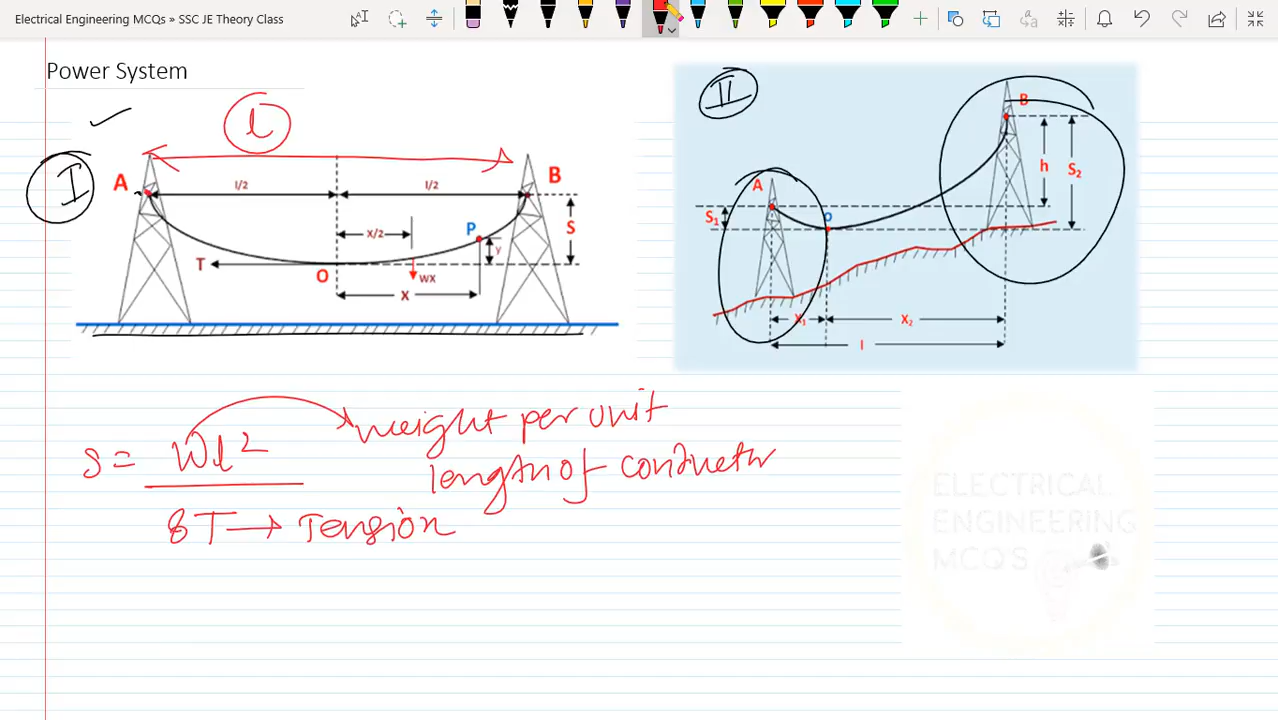 Electrical Engineering MCQs » SSC JE Theory Class
Power System
l
I
A
B
l/2
l/2
S
P
x/2
y
T
O
wx
x
II
B
A
h
S2
S1
O
X1
X2
l
S = Wl²
8T → Tension
weight per unit
length of conductor
ELECTRICAL
ENGINEERING
MCQS